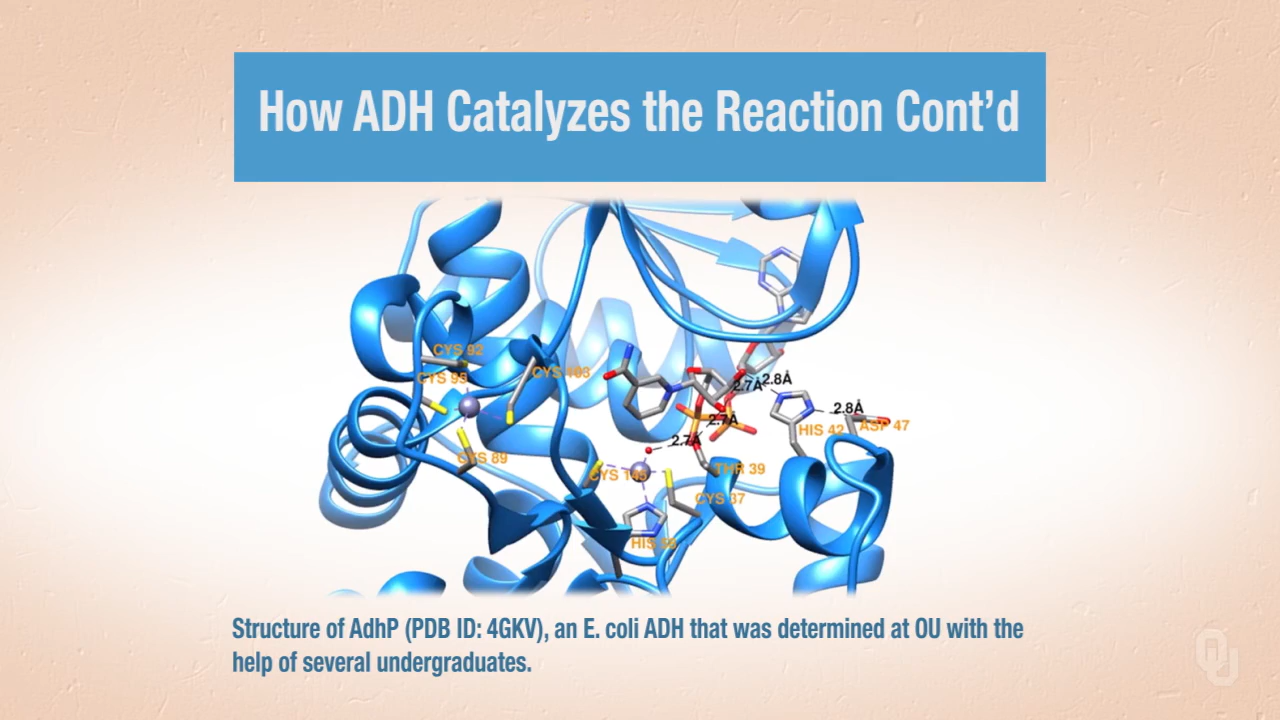 How ADH Catalyzes the Reaction Cont’d
CYS 92
CYS 103
2.7Å
2.8Å
2.8Å
HIS 42
ASP 47
2.7Å
2.7Å
CYS 89
CYS
THR 39
CYS 37
HIS
Structure of AdhP (PDB ID: 4GKV), an E. coli ADH that was determined at OU with the
help of several undergraduates.